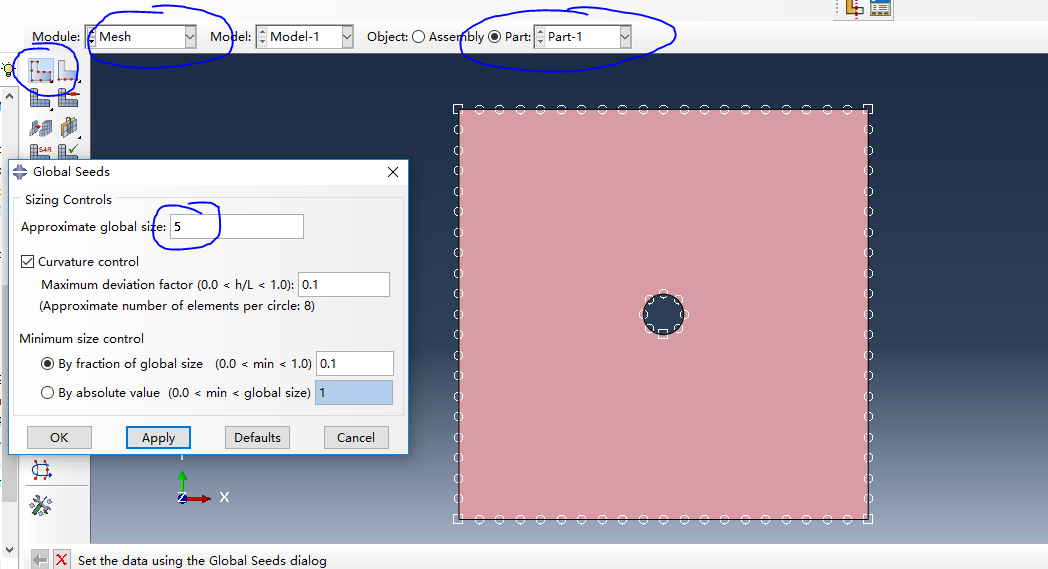 Module: Mesh Model: Model-1 Object: Assembly Part: Part-1
S4R
Global Seeds
Sizing Controls
Approximate global size: 5
Curvature control
Maximum deviation factor (0.0 < h/L < 1.0): 0.1
(Approximate number of elements per circle: 8)
Minimum size control
By fraction of global size (0.0 < min < 1.0) 0.1
By absolute value (0.0 < min < global size) 1
OK Apply Defaults Cancel
Z X
Set the data using the Global Seeds dialog